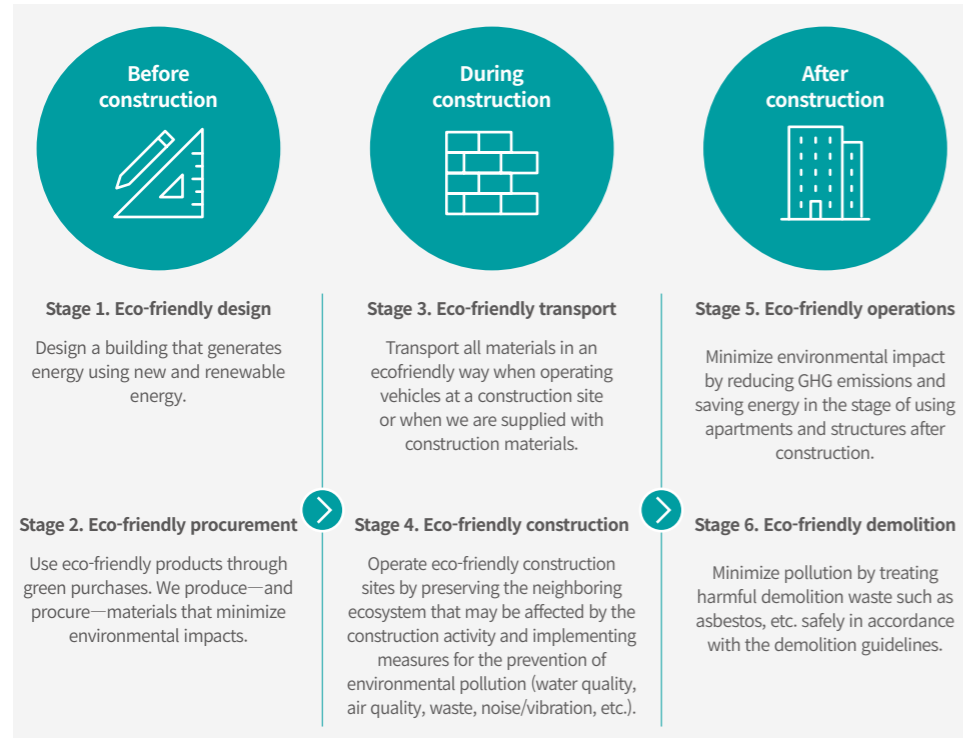 Before
construction
During
construction
After
construction
Stage 1. Eco-friendly design
Design a building that generates
energy using new and renewable
energy.
Stage 2. Eco-friendly procurement
Use eco-friendly products through
green purchases. We produce—and
procure—materials that minimize
environmental impacts.
Stage 3. Eco-friendly transport
Transport all materials in an
ecofriendly way when operating
vehicles at a construction site
or when we are supplied with
construction materials.
Stage 4. Eco-friendly construction
Operate eco-friendly construction
sites by preserving the neighboring
ecosystem that may be affected by the
construction activity and implementing
measures for the prevention of
environmental pollution (water quality,
air quality, waste, noise/vibration, etc.).
Stage 5. Eco-friendly operations
Minimize environmental impact
by reducing GHG emissions and
saving energy in the stage of using
apartments and structures after
construction.
Stage 6. Eco-friendly demolition
Minimize pollution by treating
harmful demolition waste such as
asbestos, etc. safely in accordance
with the demolition guidelines.